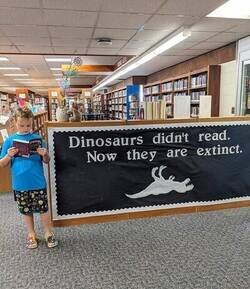 Dinosaurs didn't read.
Now they are extinct.